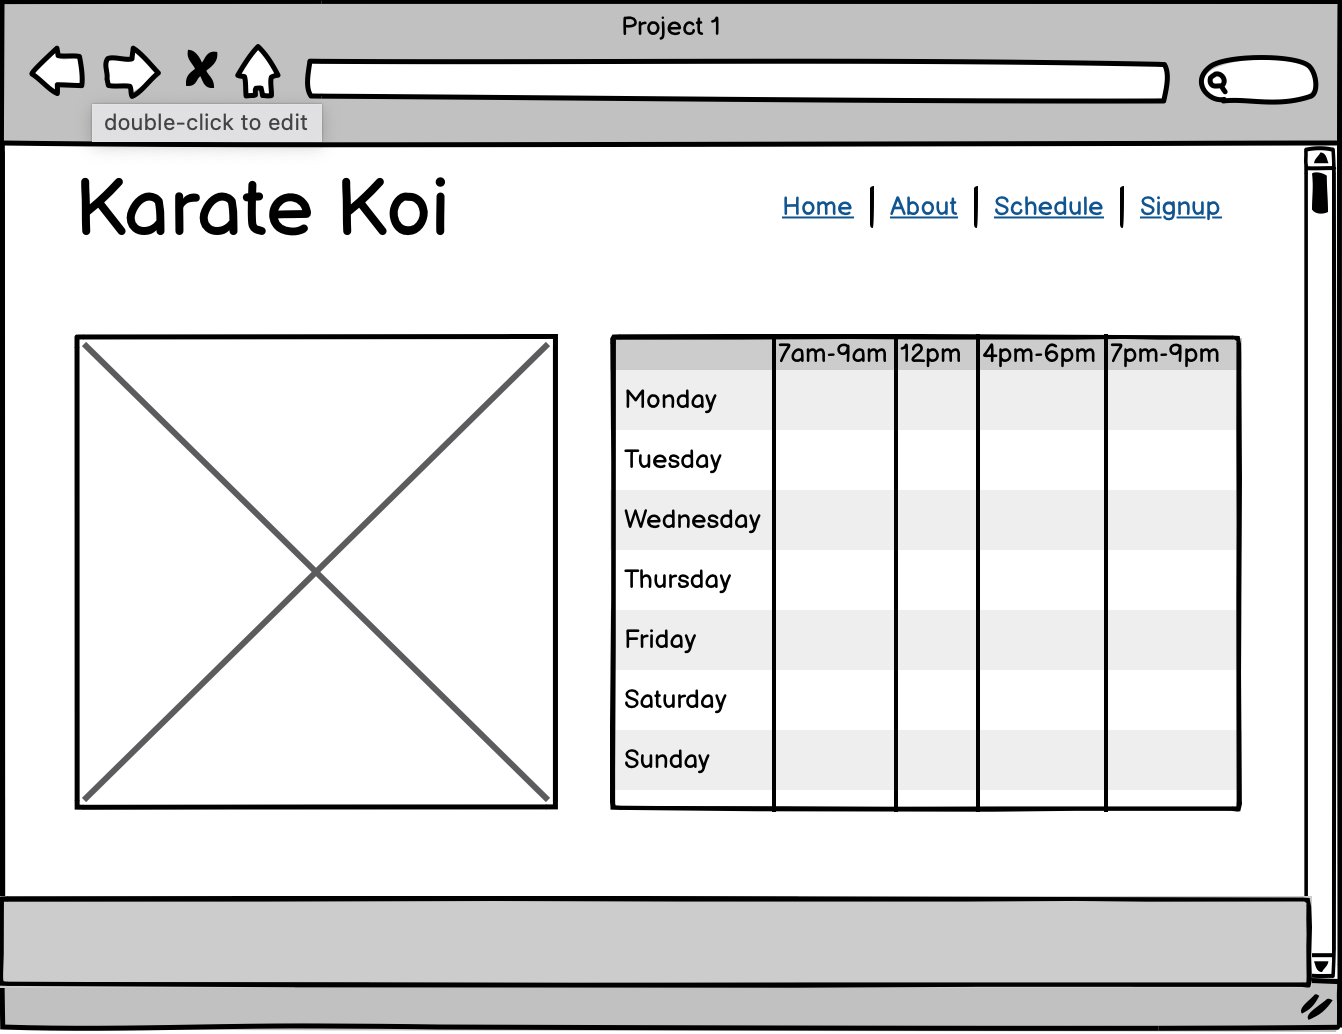 Project 1
double-click to edit
Karate Koi
Home About Schedule Signup
7am-9am 12pm 4pm-6pm 7pm-9pm
Monday
Tuesday
Wednesday
Thursday
Friday
Saturday
Sunday